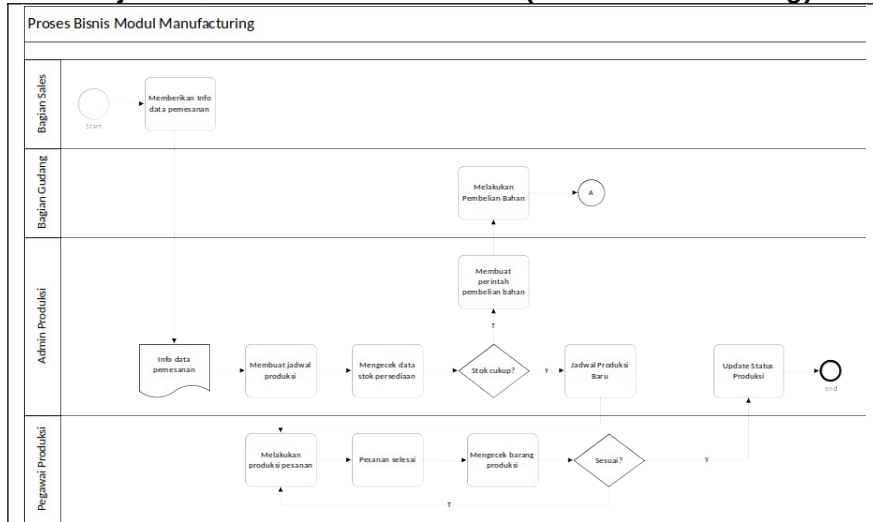 Proses Bisnis Modul Manufacturing
Bagian Sales
Start
Memberikan Info
data pemesanan
Bagian Gudang
Melakukan
Pembelian Bahan
A
Admin Produksi
Membuat
perintah
pembelian bahan
T
Info data
pemesanan
Membuat jadwal
produksi
Mengecek data
stok persediaan
Stok cukup?
Y
Jadwal Produksi
Baru
Update Status
Produksi
end
Pegawai Produksi
Melakukan
produksi pesanan
Pesanan selesai
Mengecek barang
produksi
Sesuai?
Y
T